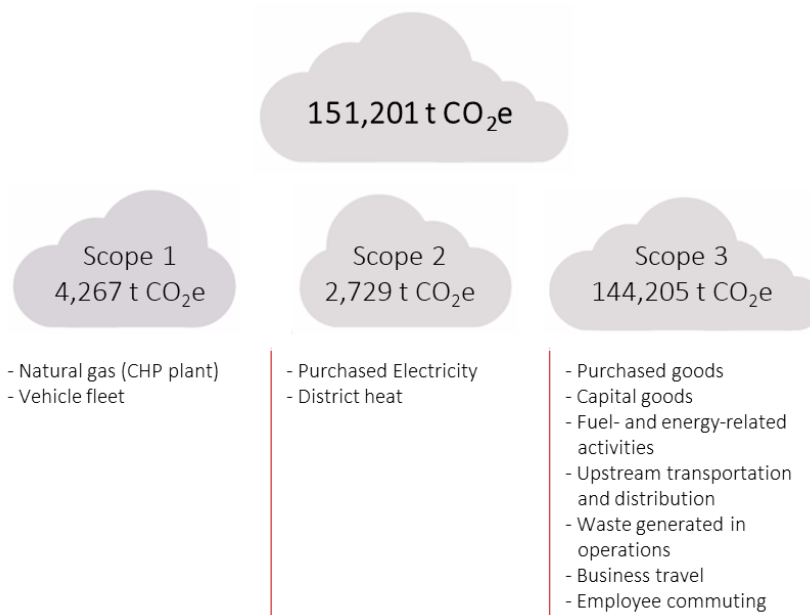 151,201 t CO₂e
Scope 1
4,267 t CO₂e
Scope 2
2,729 t CO₂e
Scope 3
144,205 t CO₂e
- Natural gas (CHP plant)
- Vehicle fleet
- Purchased Electricity
- District heat
- Purchased goods
- Capital goods
- Fuel- and energy-related
activities
- Upstream transportation
and distribution
- Waste generated in
operations
- Business travel
- Employee commuting